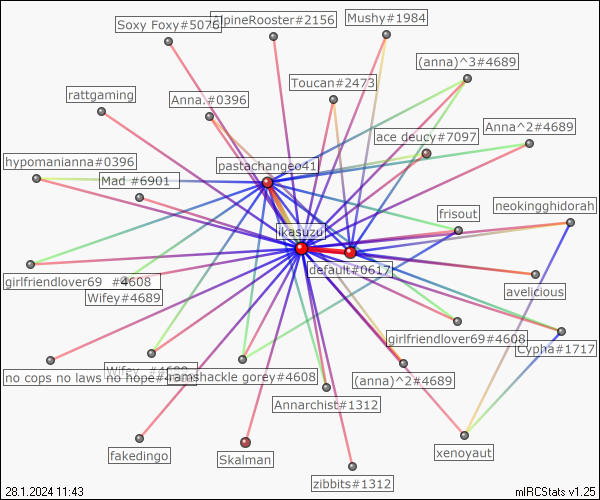 Soxy Foxy#5076
AlpineRooster#2156
Mushy#1984
(anna)^3#4689
Toucan#2473
rattgaming
Anna.#0396
Anna^2#4689
ace deucy#7097
hypomanianna#0396
pastachangeo41
Mad #6901
neokingghidorah
frisout
ikasuzu
default#0617
girlfriendlover69 #4608
avelicious
Wifey#4689
girlfriendlover69#4608
Cypha#1717
no cops no laws no hope#4
Wifey #4689
ramshackle gorey#4608
(anna)^2#4689
Annarchist#1312
fakedingo
Skalman
xenoyaut
zibbits#1312
28.1.2024 11:43
mIRCStats v1.25